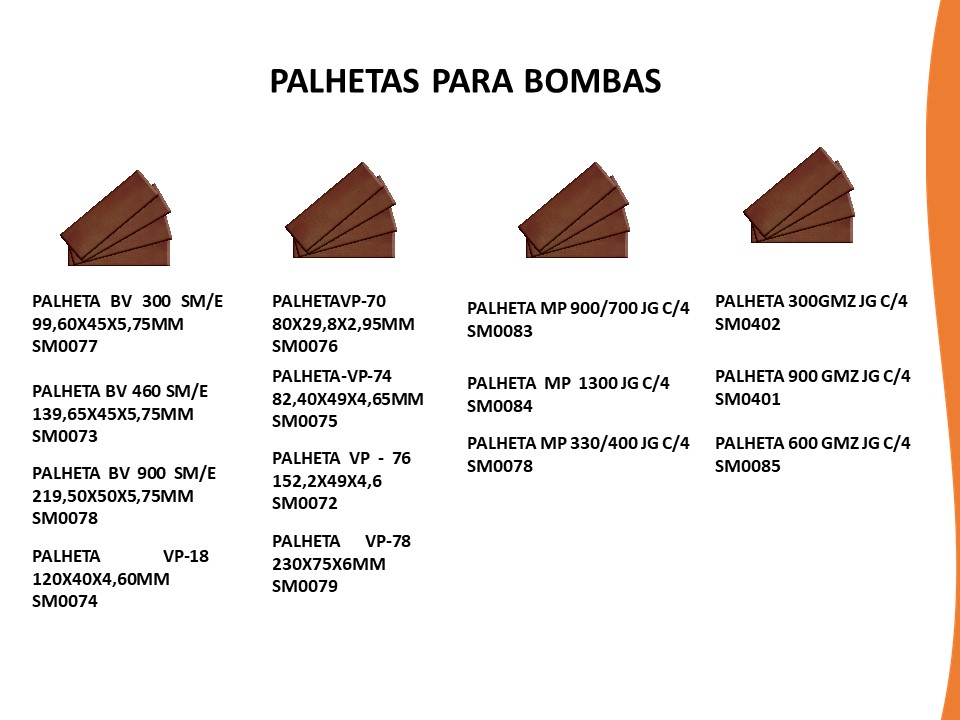 PALHETAS PARA BOMBAS
PALHETA BV 300 SM/E
99,60X45X5,75MM
SM0077
PALHETA BV 460 SM/E
139,65X45X5,75MM
SM0073
PALHETA BV 900 SM/E
219,50X50X5,75MM
SM0078
PALHETA VP-18
120X40X4,60MM
SM0074
PALHETAVP-70
80X29,8X2,95MM
SM0076
PALHETA-VP-74
82,40X49X4,65MM
SM0075
PALHETA VP - 76
152,2X49X4,6
SM0072
PALHETA VP-78
230X75X6MM
SM0079
PALHETA MP 900/700 JG C/4
SM0083
PALHETA MP 1300 JG C/4
SM0084
PALHETA MP 330/400 JG C/4
SM0078
PALHETA 300GMZ JG C/4
SM0402
PALHETA 900 GMZ JG C/4
SM0401
PALHETA 600 GMZ JG C/4
SM0085